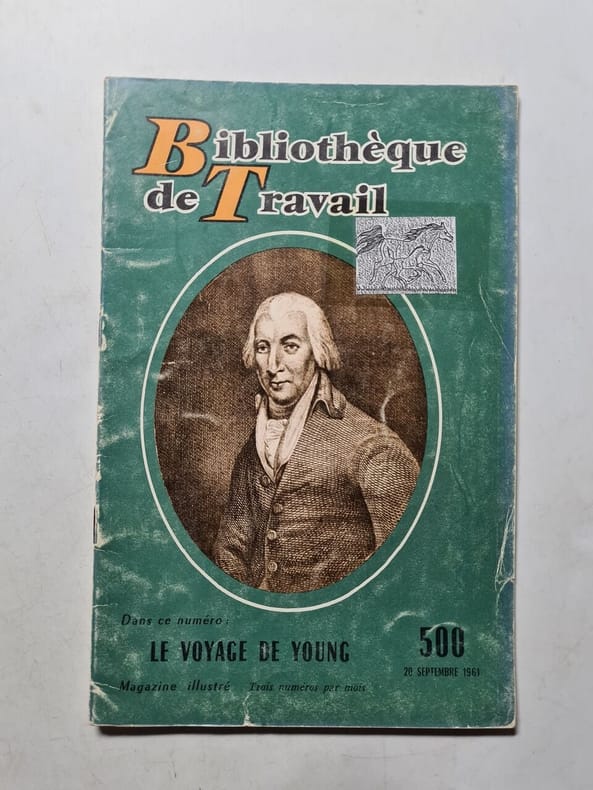 Bibliothèque
de Travail
Dans ce numéro :
LE VOYAGE DE YOUNG
500
20 SEPTEMBRE 1961
Magazine illustré Trois numéros par mois